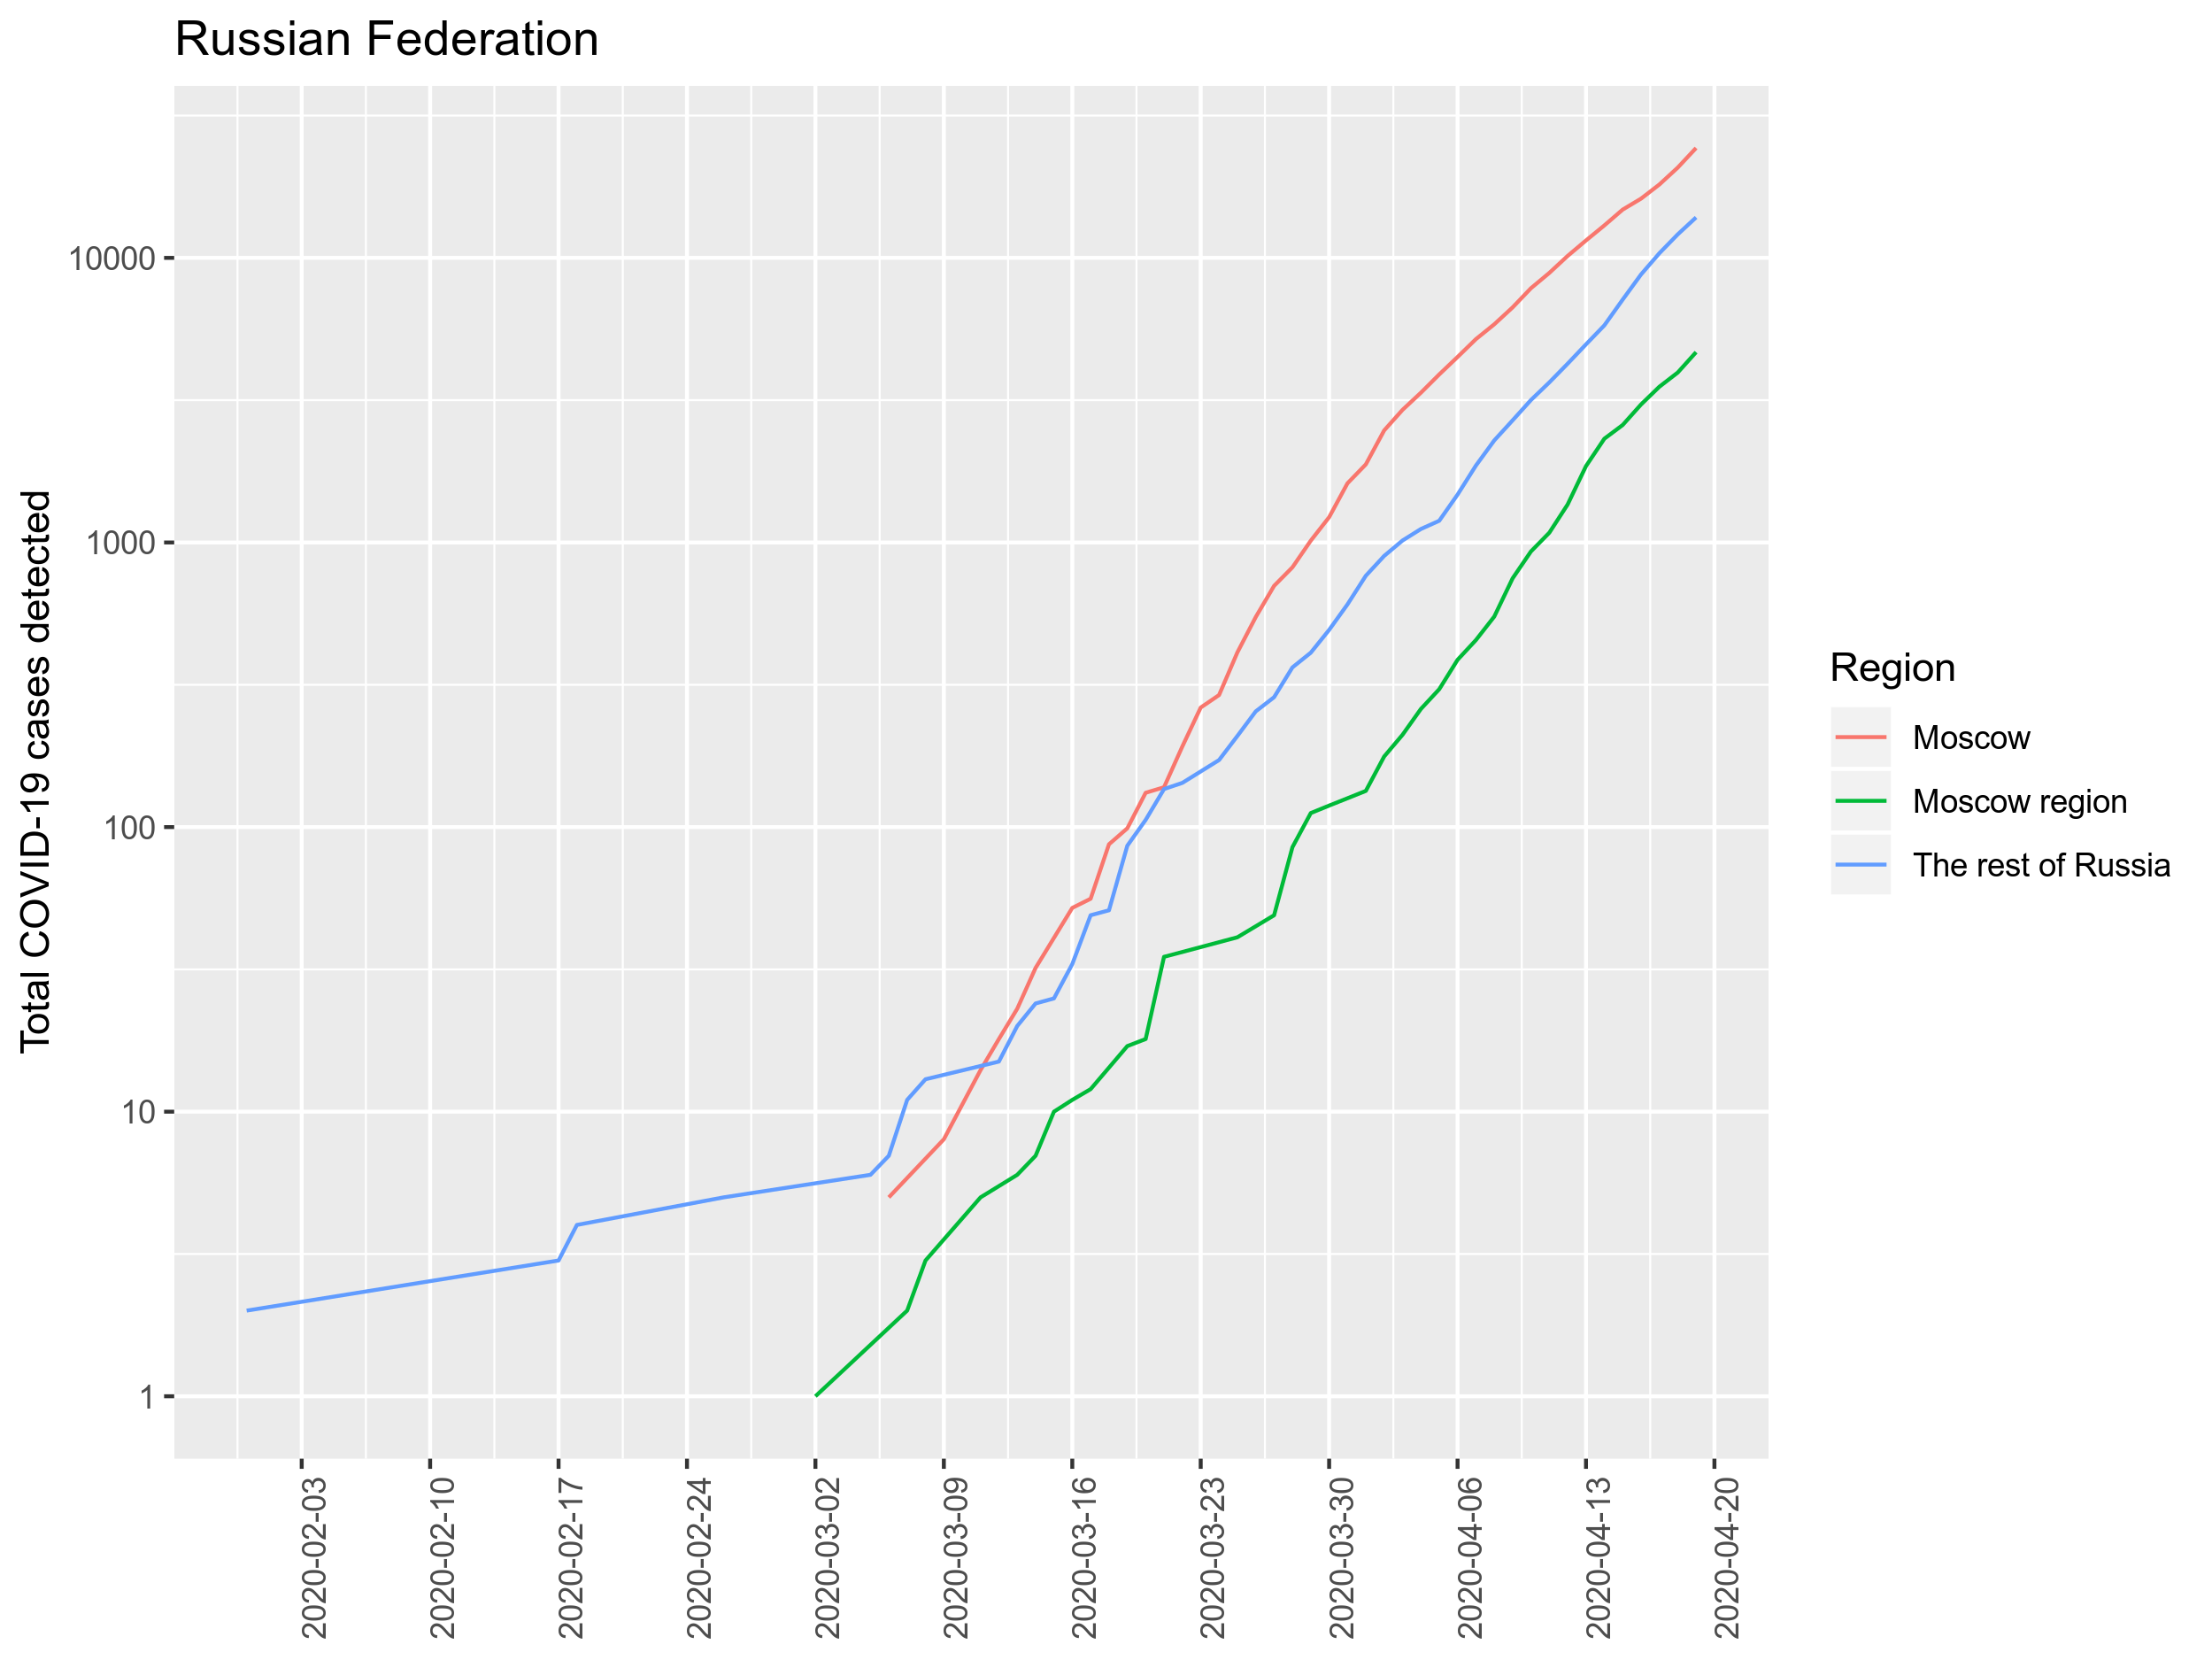 Russian Federation
Total COVID-19 cases detected
10000
1000
100
10
1
2020-02-03
2020-02-10
2020-02-17
2020-02-24
2020-03-02
2020-03-09
2020-03-16
2020-03-23
2020-03-30
2020-04-06
2020-04-13
2020-04-20
Region
Moscow
Moscow region
The rest of Russia